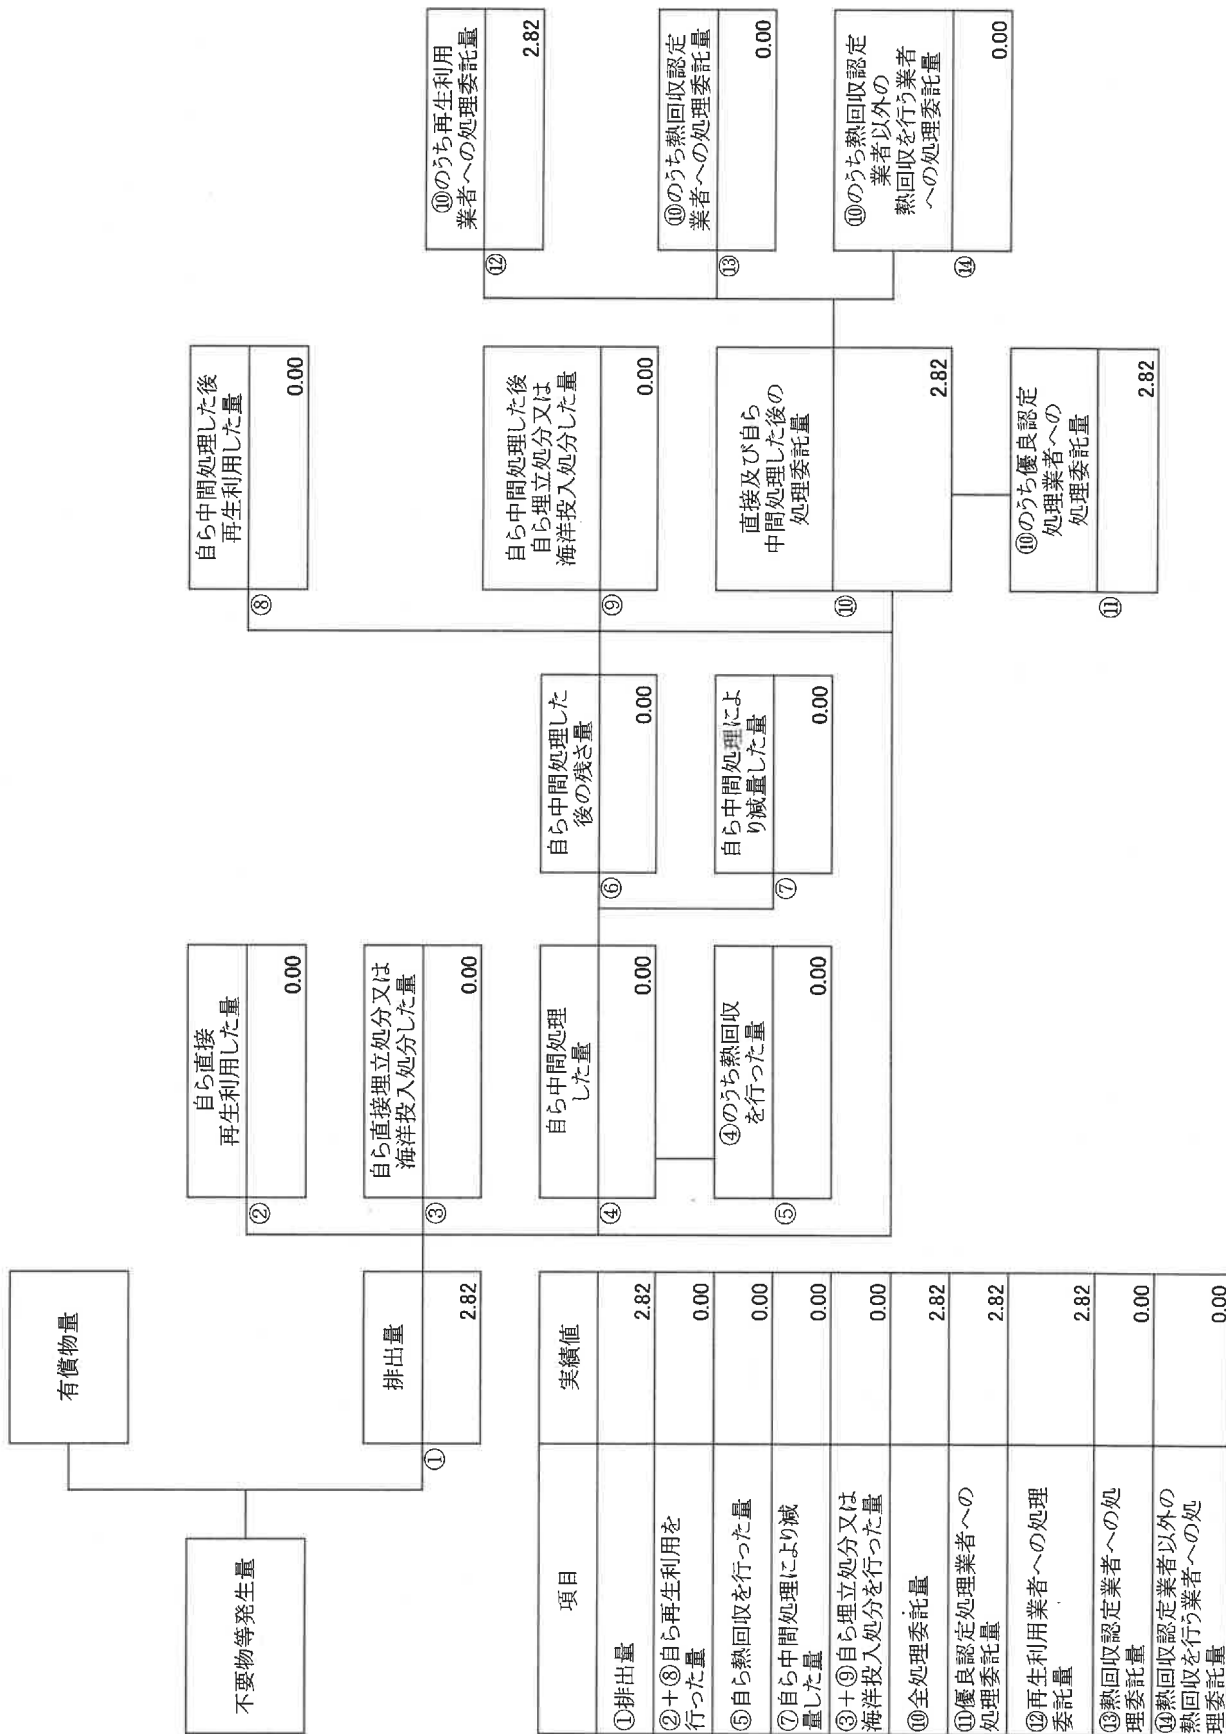 不要物等発生量
有償物量
①
排出量
2.82
②
自ら直接
再生利用した量
0.00
③
自ら直接埋立処分又は
海洋投入処分した量
0.00
④
自ら中間処理
した量
0.00
⑤
④のうち熱回収
を行った量
0.00
⑥
自ら中間処理した
後の残さ量
0.00
⑦
自ら中間処理によ
り減量した量
0.00
⑧
自ら中間処理した後
再生利用した量
0.00
⑨
自ら中間処理した後
自ら埋立処分又は
海洋投入処分した量
0.00
⑩
直接及び自ら
中間処理した後の
処理委託量
2.82
⑪
⑩のうち優良認定
処理業者への
処理委託量
2.82
⑫
⑩のうち再生利用
業者への処理委託量
2.82
⑬
⑩のうち熱回収認定
業者への処理委託量
0.00
⑭
⑩のうち熱回収認定
業者以外の
熱回収を行う業者
への処理委託量
0.00
項目
実績値
①排出量
2.82
②+⑧自ら再生利用を
行った量
0.00
⑤自ら熱回収を行った量
0.00
⑦自ら中間処理により減
量した量
0.00
③+⑨自ら埋立処分又は
海洋投入処分を行った量
0.00
⑩全処理委託量
2.82
⑪優良認定処理業者への
処理委託量
2.82
⑫再生利用業者への処理
委託量
2.82
⑬熱回収認定業者への処
理委託量
0.00
⑭熱回収認定業者以外の
熱回収を行う業者への処
理委託量
0.00